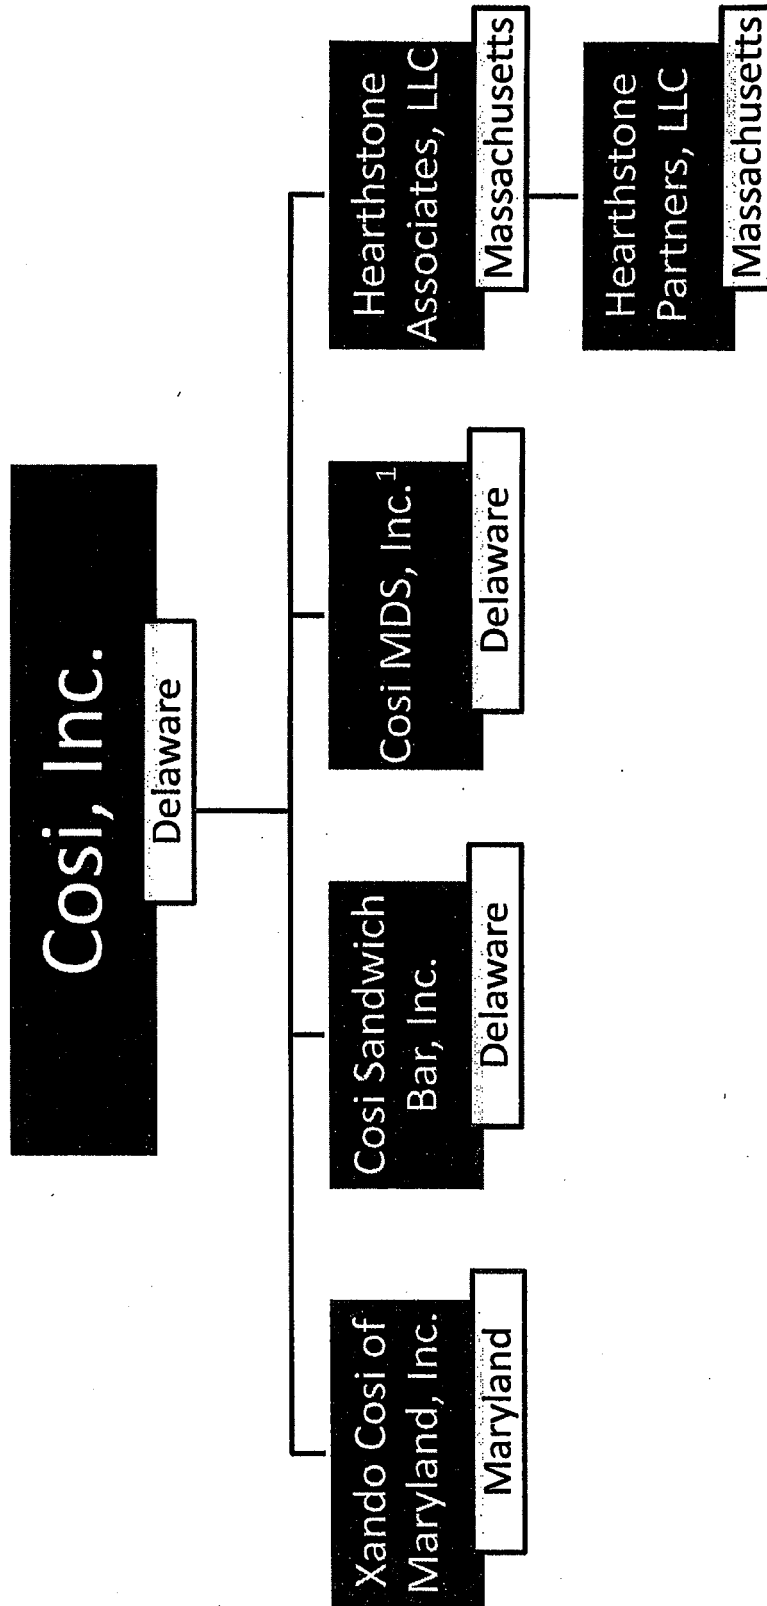 Cosi, Inc.
Delaware
Xando Cosi of
Maryland, Inc.
Maryland
Cosi Sandwich
Bar, Inc.
Delaware
Cosi MDS, Inc.¹
Delaware
Hearthstone
Associates, LLC
Massachusetts
Hearthstone
Partners, LLC
Massachusetts